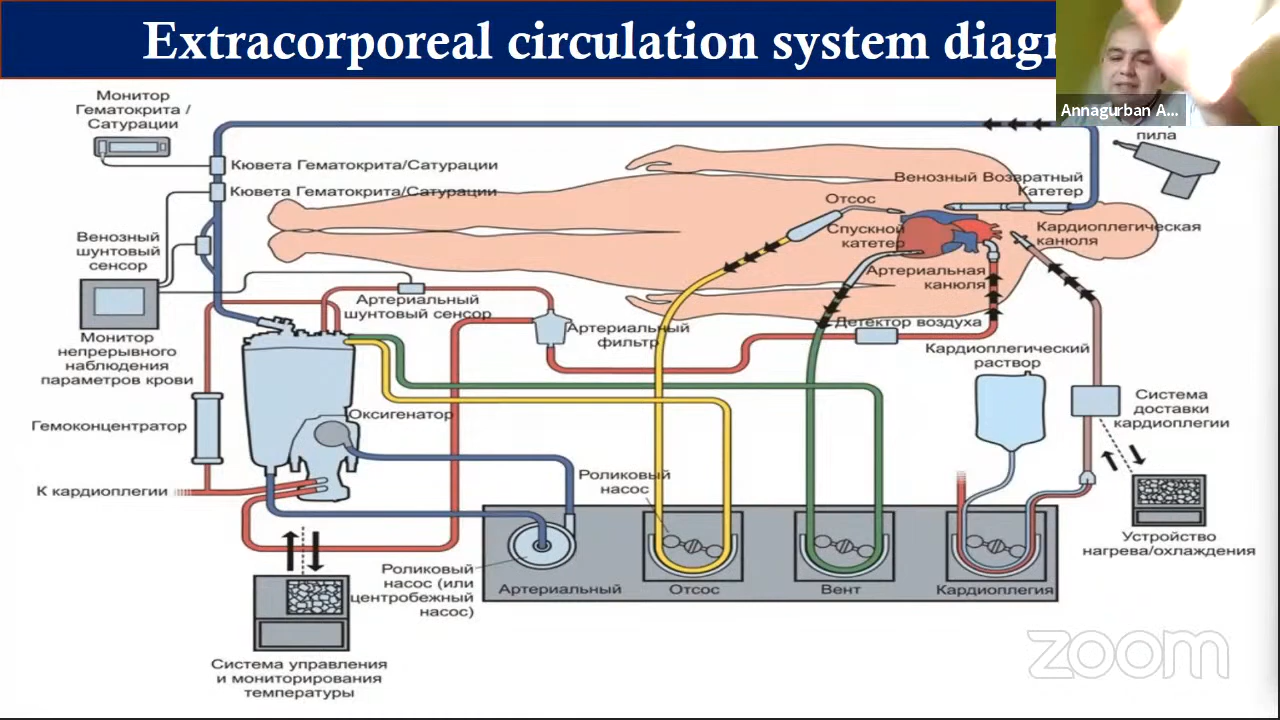 Extracorporeal circulation system diagr
Annagurban A...
Монитор
Гематокрита /
Сатурации
пила
Кювета Гематокрита/Сатурации
Кювета Гематокрита/Сатурации
Венозный Возвратный
Катетер
Отсос
Спускной
катетер
Кардиоплегическая
канюля
Венозный
шунтовый
сенсор
Артериальная
канюля
Артериальный
шунтовый сенсор
Артериальный
фильтр
Детектор воздуха
Монитор
непрерывного
наблюдения
параметров крови
Кардиоплегический
раствор
Система
доставки
кардиоплегии
Оксигенатор
Гемоконцентратор
К кардиоплегии
Роликовый
насос
Устройство
нагрева/охлаждения
Роликовый
насос (или
центробежный
насос)
Артериальный
Отсос
Вент
Кардиоплегия
Система управления
и мониторирования
температуры
zoom